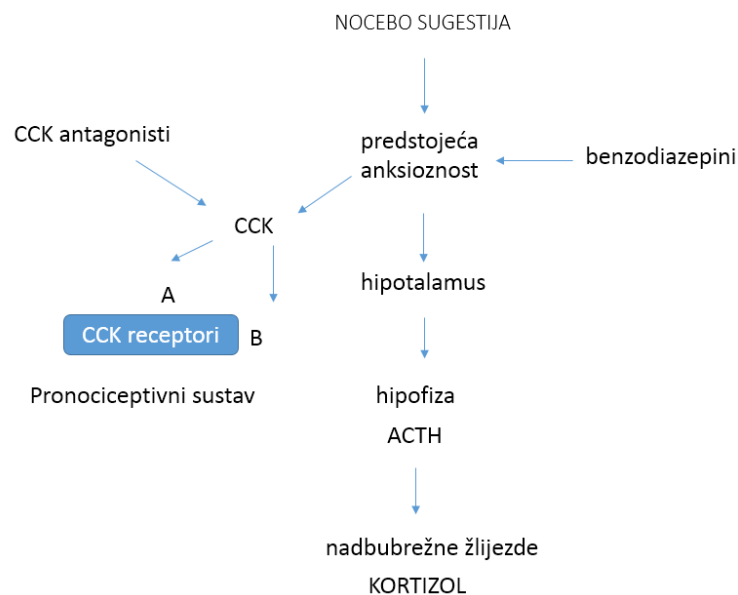 NOCEBO SUGESTIJA
CCK antagonisti
predstojeća
anksioznost
benzodiazepini
CCK
hipotalamus
A
CCK receptori
B
Pronociceptivni sustav
hipofiza
ACTH
nadbubrežne žlijezde
KORTIZOL